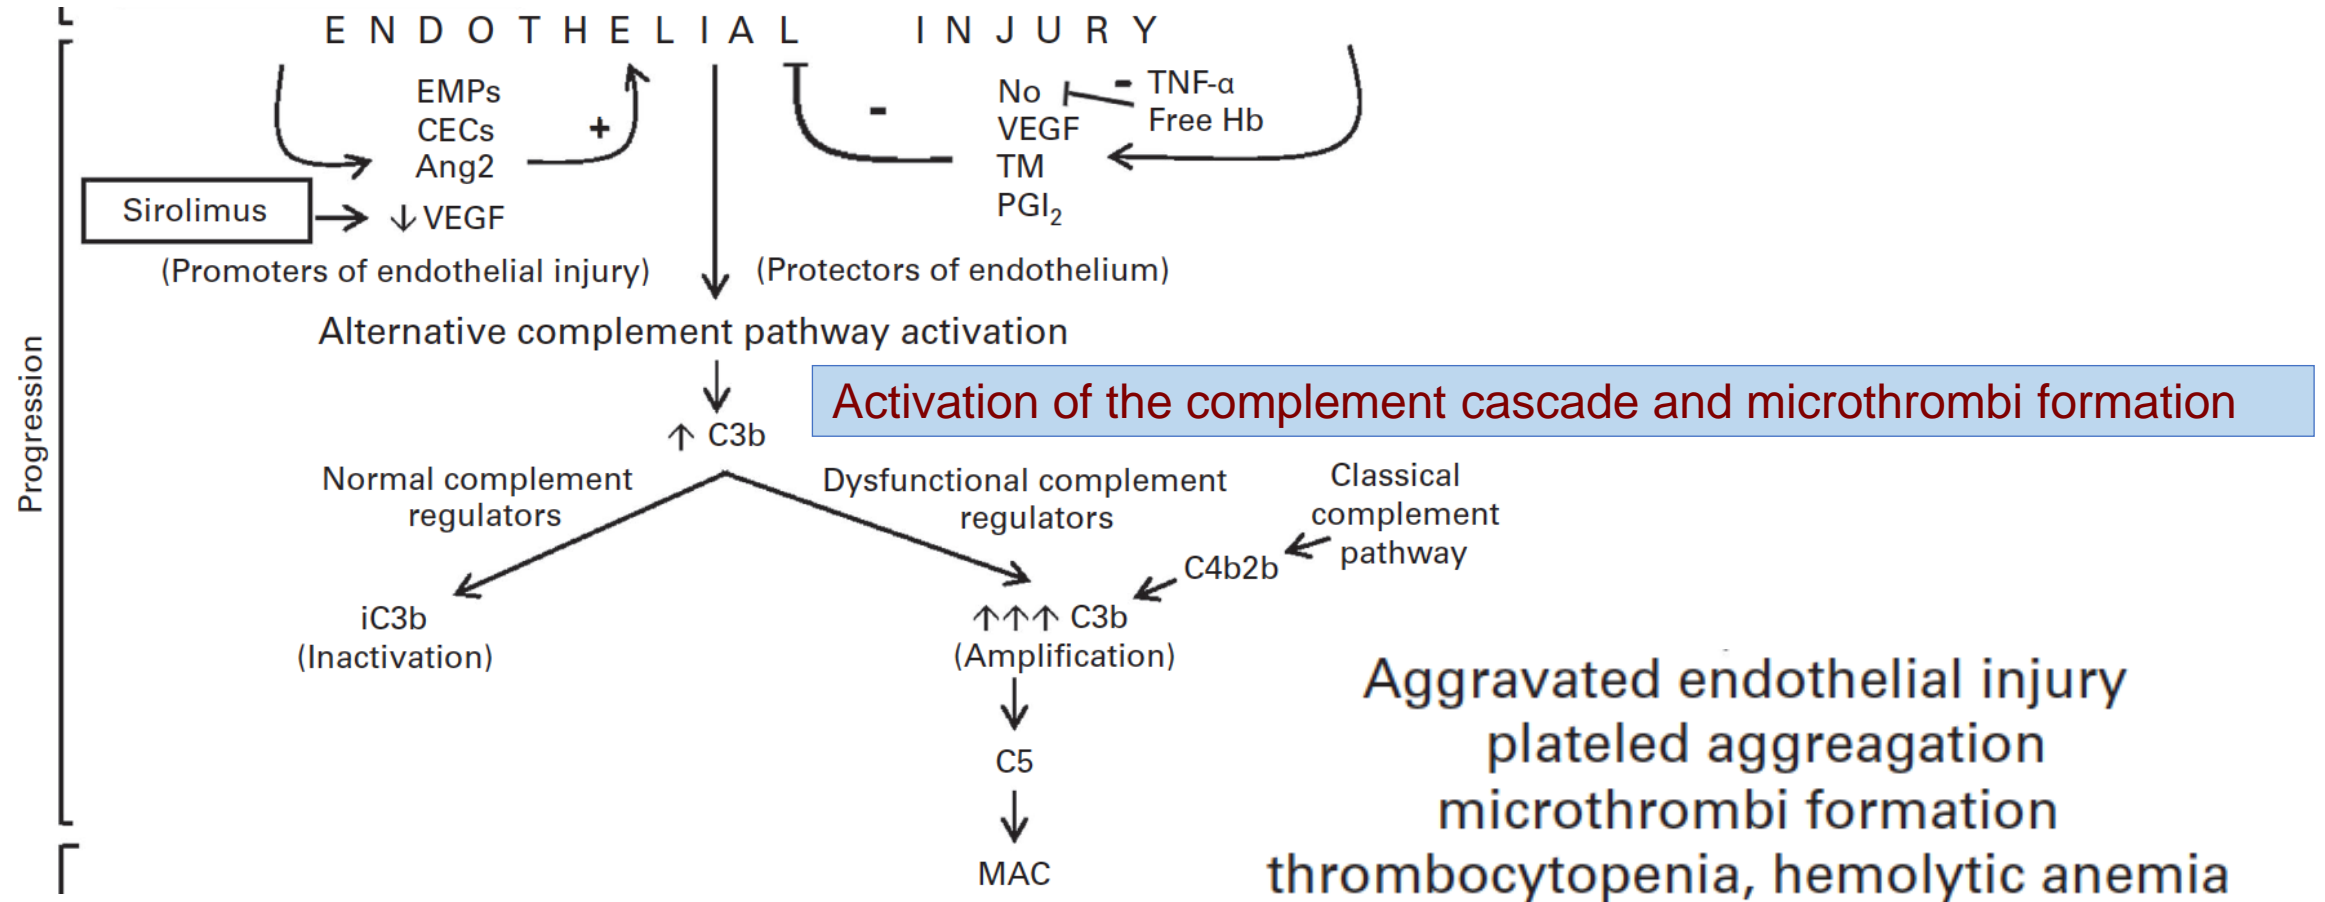 ENDOTHELIAL INJURY
EMPs
CECs
Ang2
+
Sirolimus
↓ VEGF
(Promoters of endothelial injury)
-
No
VEGF
TM
PGI₂
- TNF-α
Free Hb
(Protectors of endothelium)
Progression
Alternative complement pathway activation
Activation of the complement cascade and microthrombi formation
↑ C3b
Normal complement
regulators
Dysfunctional complement
regulators
Classical
complement
pathway
C4b2b
iC3b
(Inactivation)
↑↑↑ C3b
(Amplification)
C5
MAC
Aggravated endothelial injury
plateled aggreagation
microthrombi formation
thrombocytopenia, hemolytic anemia